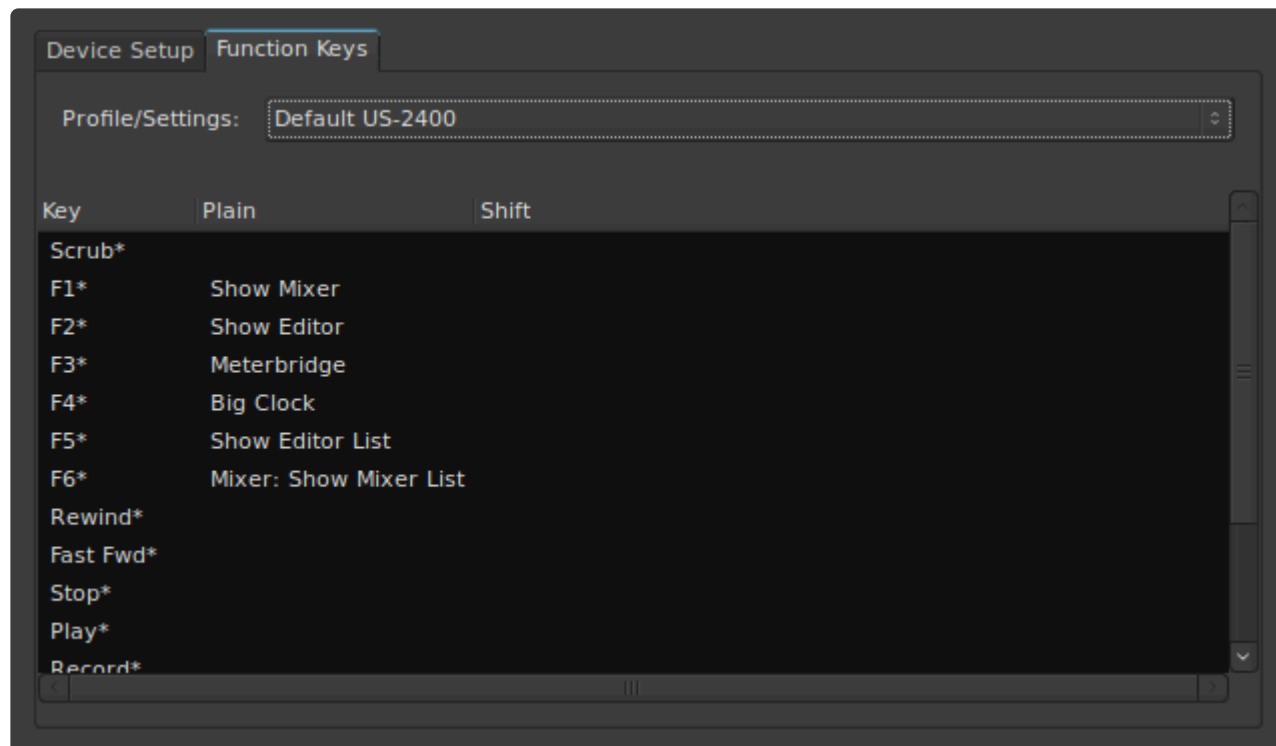 Device Setup Function Keys
Profile/Settings: Default US-2400
Key Plain Shift
Scrub*
F1* Show Mixer
F2* Show Editor
F3* Meterbridge
F4* Big Clock
F5* Show Editor List
F6* Mixer: Show Mixer List
Rewind*
Fast Fwd*
Stop*
Play*
Record*